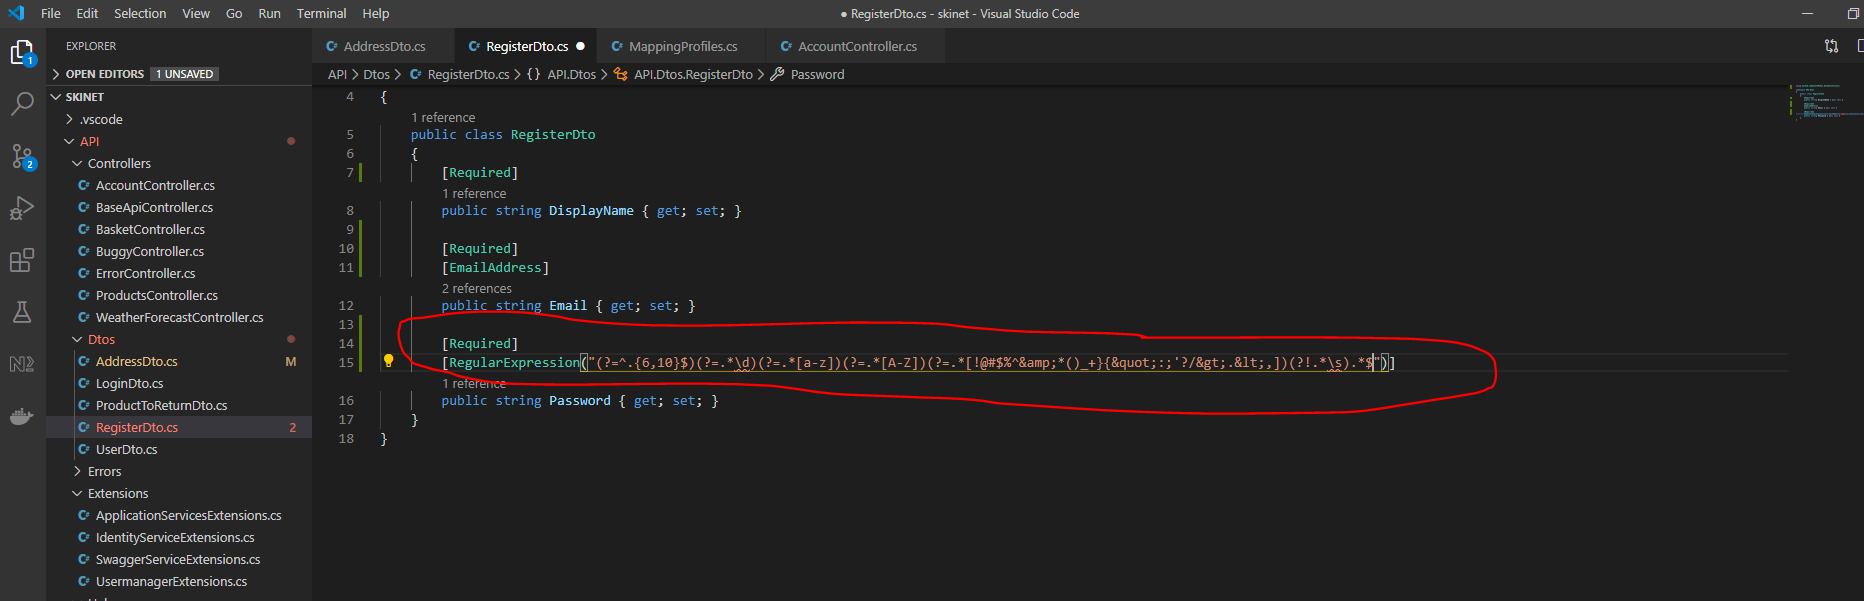 File Edit Selection View Go Run Terminal Help
● RegisterDto.cs - skinet - Visual Studio Code
EXPLORER
OPEN EDITORS 1 UNSAVED
SKINET
.vscode
API
Controllers
C# AccountController.cs
C# BaseApiController.cs
C# BasketController.cs
C# BuggyController.cs
C# ErrorController.cs
C# ProductsController.cs
C# WeatherForecastController.cs
Dtos
C# AddressDto.cs M
C# LoginDto.cs
C# ProductToReturnDto.cs
C# RegisterDto.cs 2
C# UserDto.cs
Errors
Extensions
C# ApplicationServicesExtensions.cs
C# IdentityServiceExtensions.cs
C# SwaggerServiceExtensions.cs
C# UsermanagerExtensions.cs
1
2
C# AddressDto.cs C# RegisterDto.cs ● C# MappingProfiles.cs C# AccountController.cs
API > Dtos > C# RegisterDto.cs > {} API.Dtos > API.Dtos.RegisterDto > Password
4 {
1 reference
5 public class RegisterDto
6 {
7 [Required]
1 reference
8 public string DisplayName { get; set; }
9
10 [Required]
11 [EmailAddress]
2 references
12 public string Email { get; set; }
13
14 [Required]
15 [RegularExpression("(?=^.{6,10}$)(?=.*\d)(?=.*[a-z])(?=.*[A-Z])(?=.*[!@#$%^&amp;*()_+}{&quot;:;'?/&gt;.&lt;,])(?!.*\s).*$")]
1 reference
16 public string Password { get; set; }
17 }
18 }